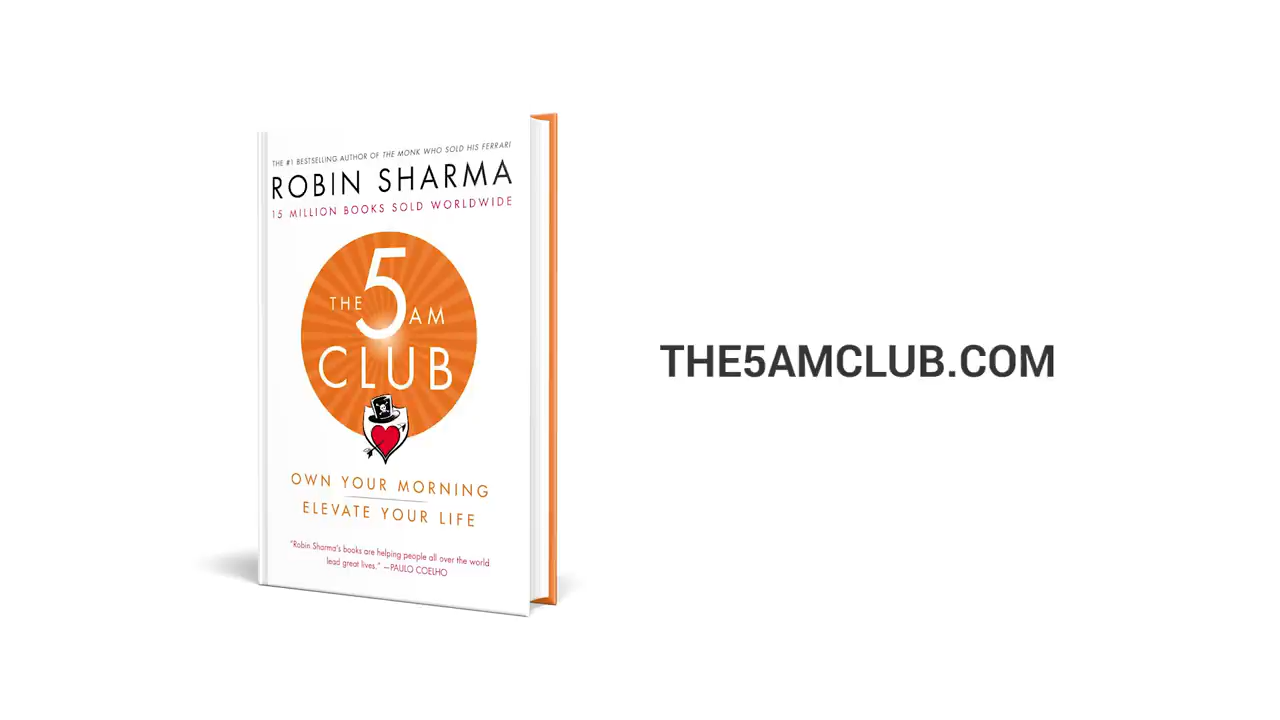 THE #1 BESTSELLING AUTHOR OF THE MONK WHO SOLD HIS FERRARI
ROBIN SHARMA
15 MILLION BOOKS SOLD WORLDWIDE
THE 5 AM
CLUB
OWN YOUR MORNING
ELEVATE YOUR LIFE
"Robin Sharma's books are helping people all over the world
lead great lives." —PAULO COELHO
THE5AMCLUB.COM